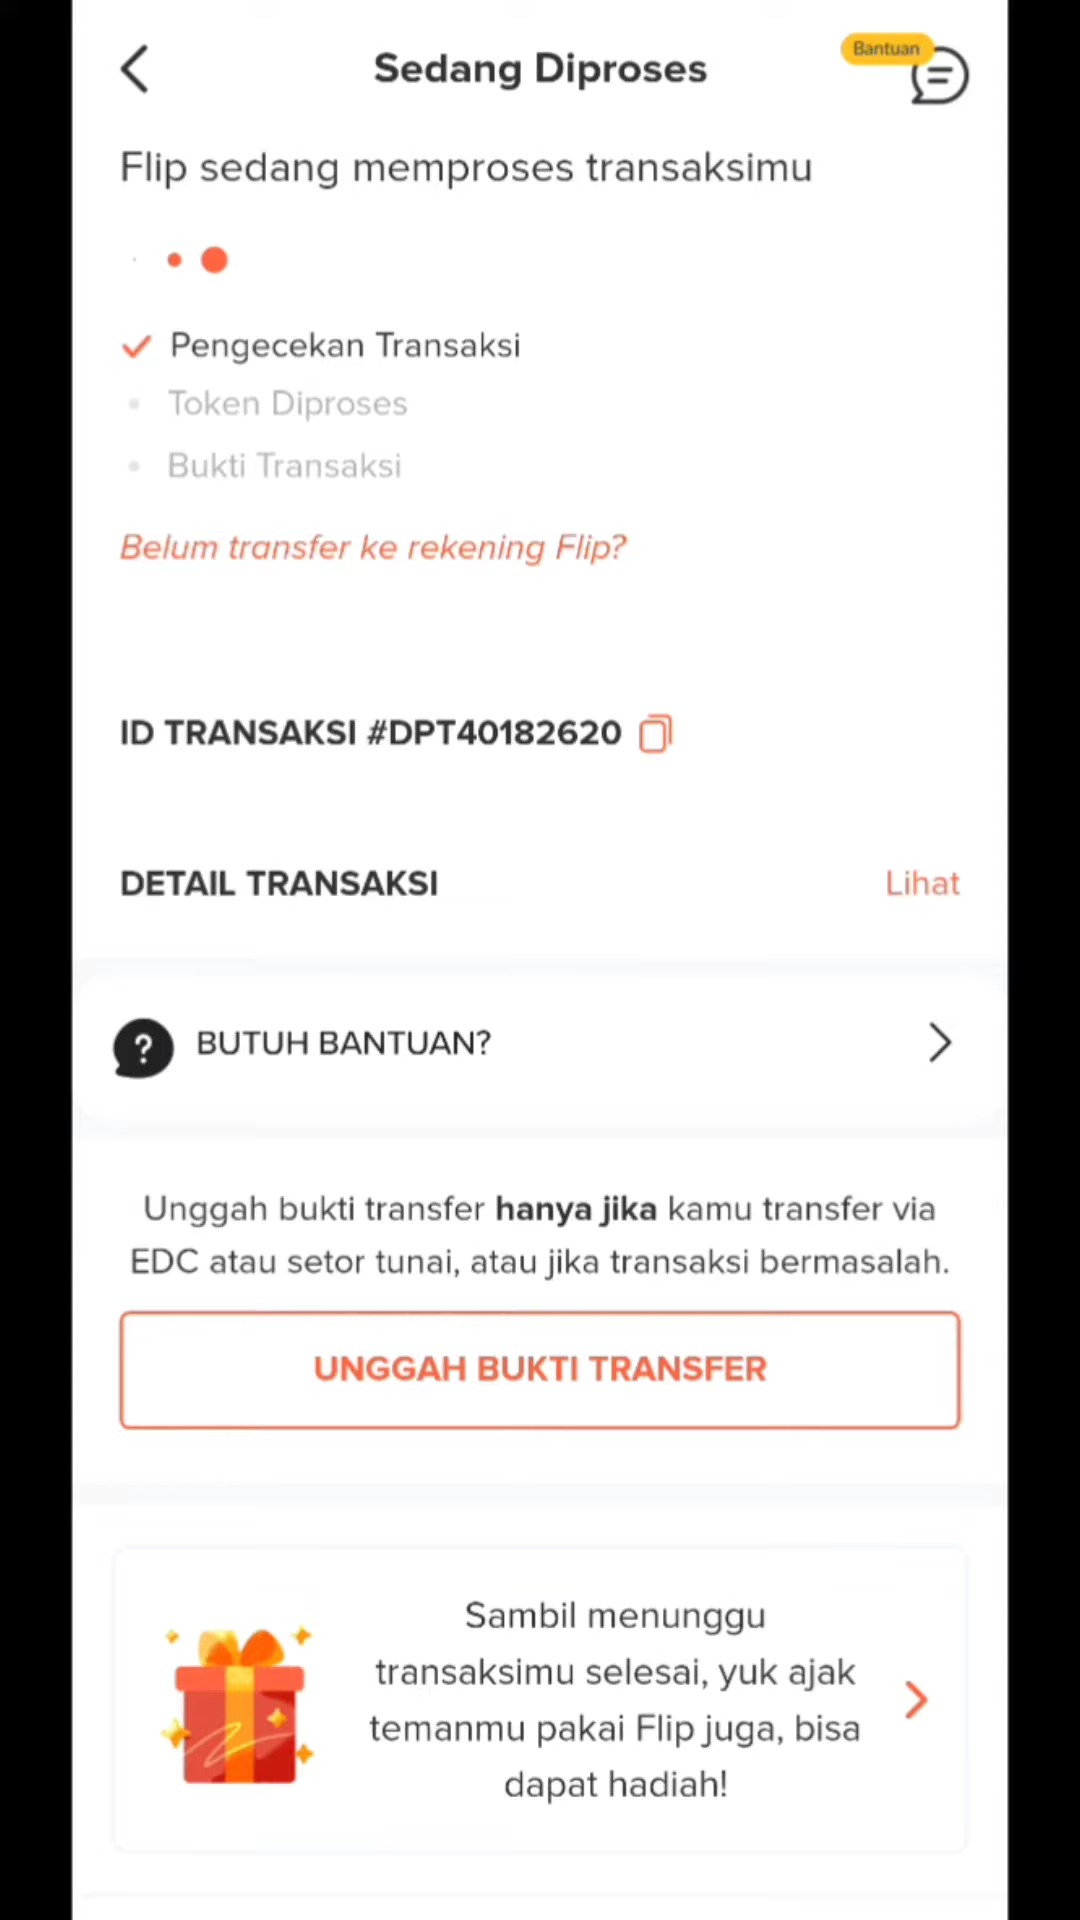 Sedang Diproses
Bantuan
Flip sedang memproses transaksimu
Pengecekan Transaksi
Token Diproses
Bukti Transaksi
Belum transfer ke rekening Flip?
ID TRANSAKSI #DPT40182620
DETAIL TRANSAKSI
Lihat
BUTUH BANTUAN?
Unggah bukti transfer hanya jika kamu transfer via
EDC atau setor tunai, atau jika transaksi bermasalah.
UNGGAH BUKTI TRANSFER
Sambil menunggu
transaksimu selesai, yuk ajak
temanmu pakai Flip juga, bisa
dapat hadiah!